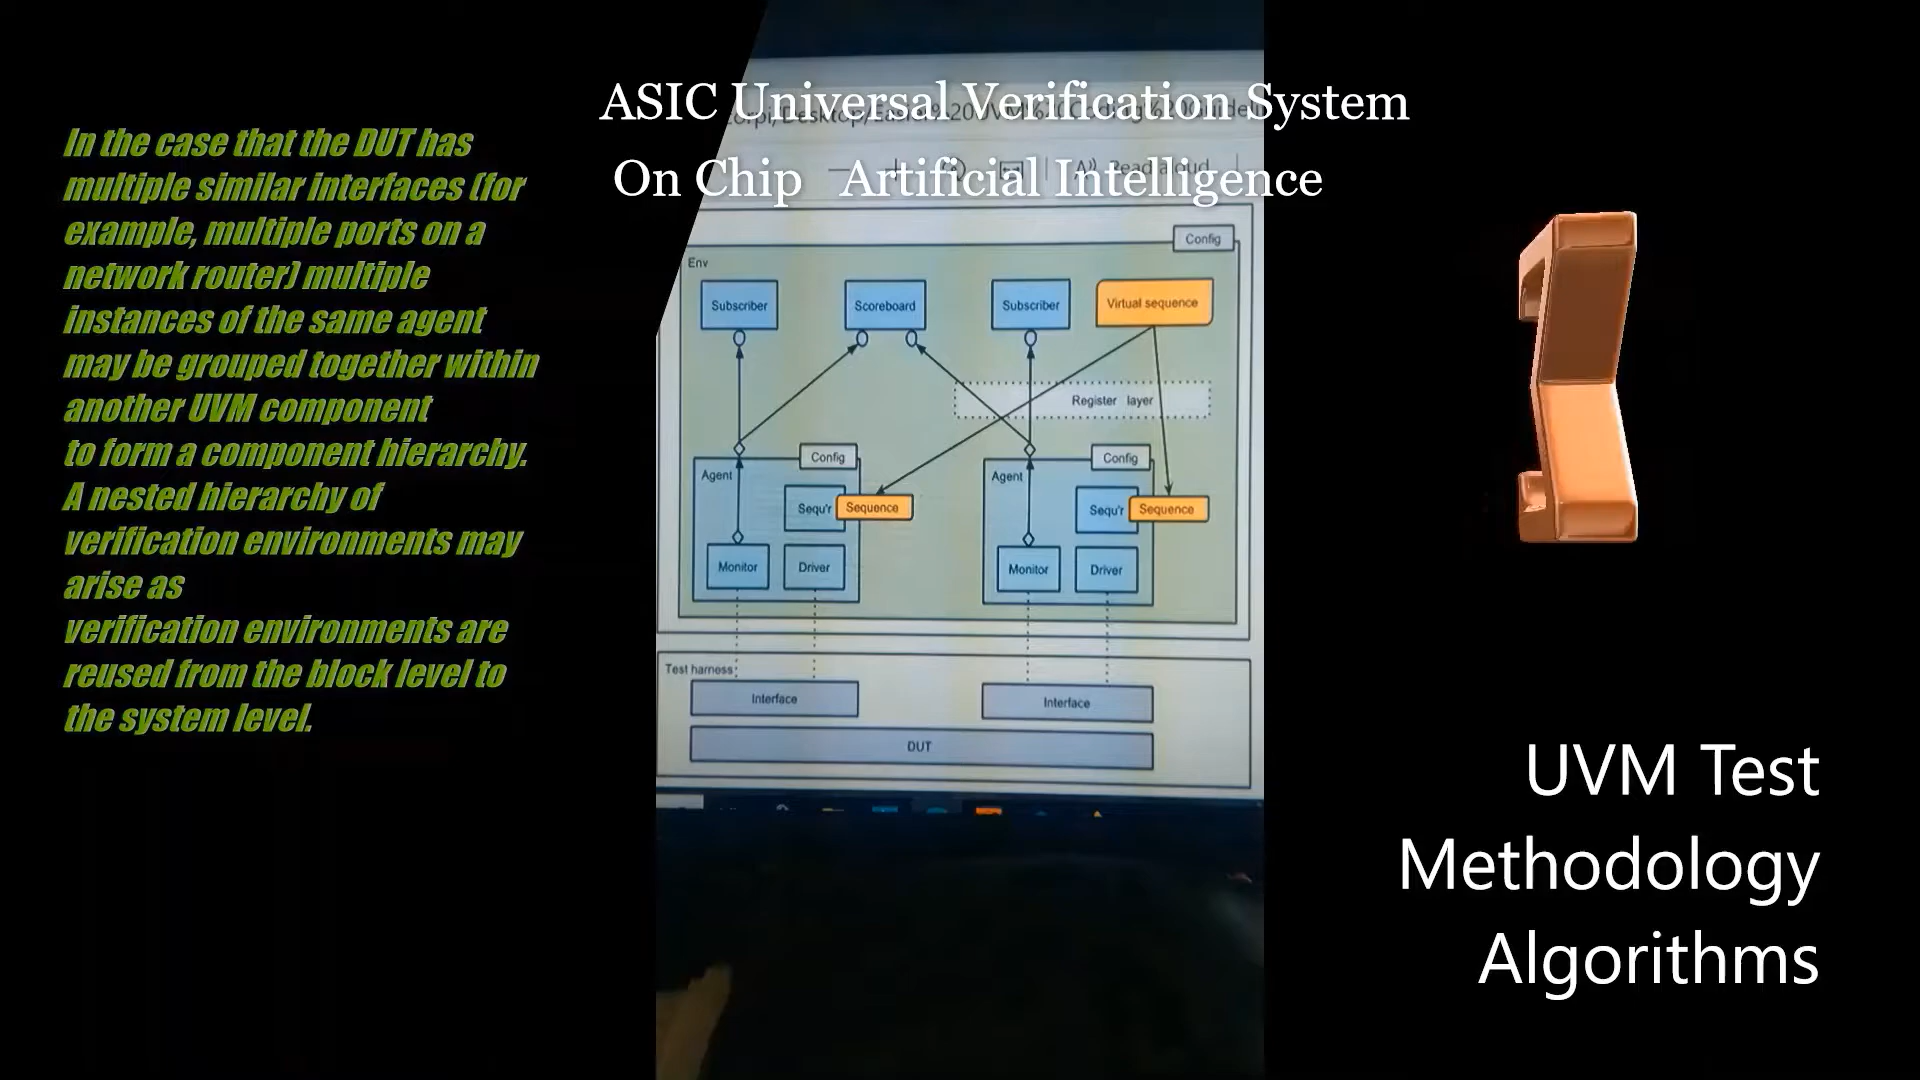 ASIC Universal Verification System
On Chip Artificial Intelligence
In the case that the DUT has
multiple similar interfaces (for
example, multiple ports on a
network router) multiple
instances of the same agent
may be grouped together within
another UVM component
to form a component hierarchy.
A nested hierarchy of
verification environments may
arise as
verification environments are
reused from the block level to
the system level.
Read aloud
Config
Env
Subscriber
Scoreboard
Subscriber
Virtual sequence
Register layer
Config
Config
Agent
Agent
Sequ'r
Sequence
Sequ'r
Sequence
Monitor
Driver
Monitor
Driver
Test harness
Interface
Interface
DUT
UVM Test
Methodology
Algorithms